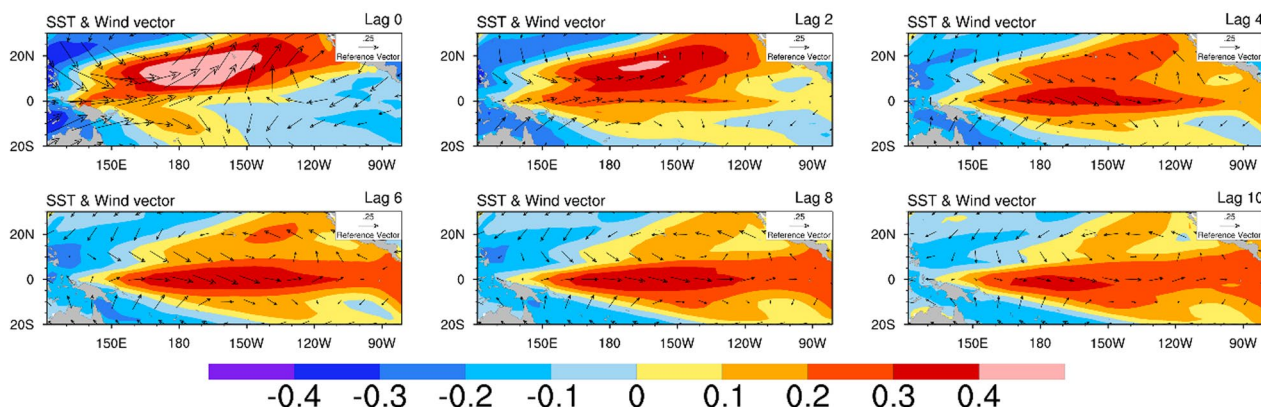 SST & Wind vector Lag 0
.25
Reference Vector
20N
0
20S
150E 180 150W 120W 90W
SST & Wind vector Lag 2
.25
Reference Vector
20N
0
20S
150E 180 150W 120W 90W
SST & Wind vector Lag 4
.25
Reference Vector
20N
0
20S
150E 180 150W 120W 90W
SST & Wind vector Lag 6
.25
Reference Vector
20N
0
20S
150E 180 150W 120W 90W
SST & Wind vector Lag 8
.25
Reference Vector
20N
0
20S
150E 180 150W 120W 90W
SST & Wind vector Lag 10
.25
Reference Vector
20N
0
20S
150E 180 150W 120W 90W
-0.4 -0.3 -0.2 -0.1 0 0.1 0.2 0.3 0.4